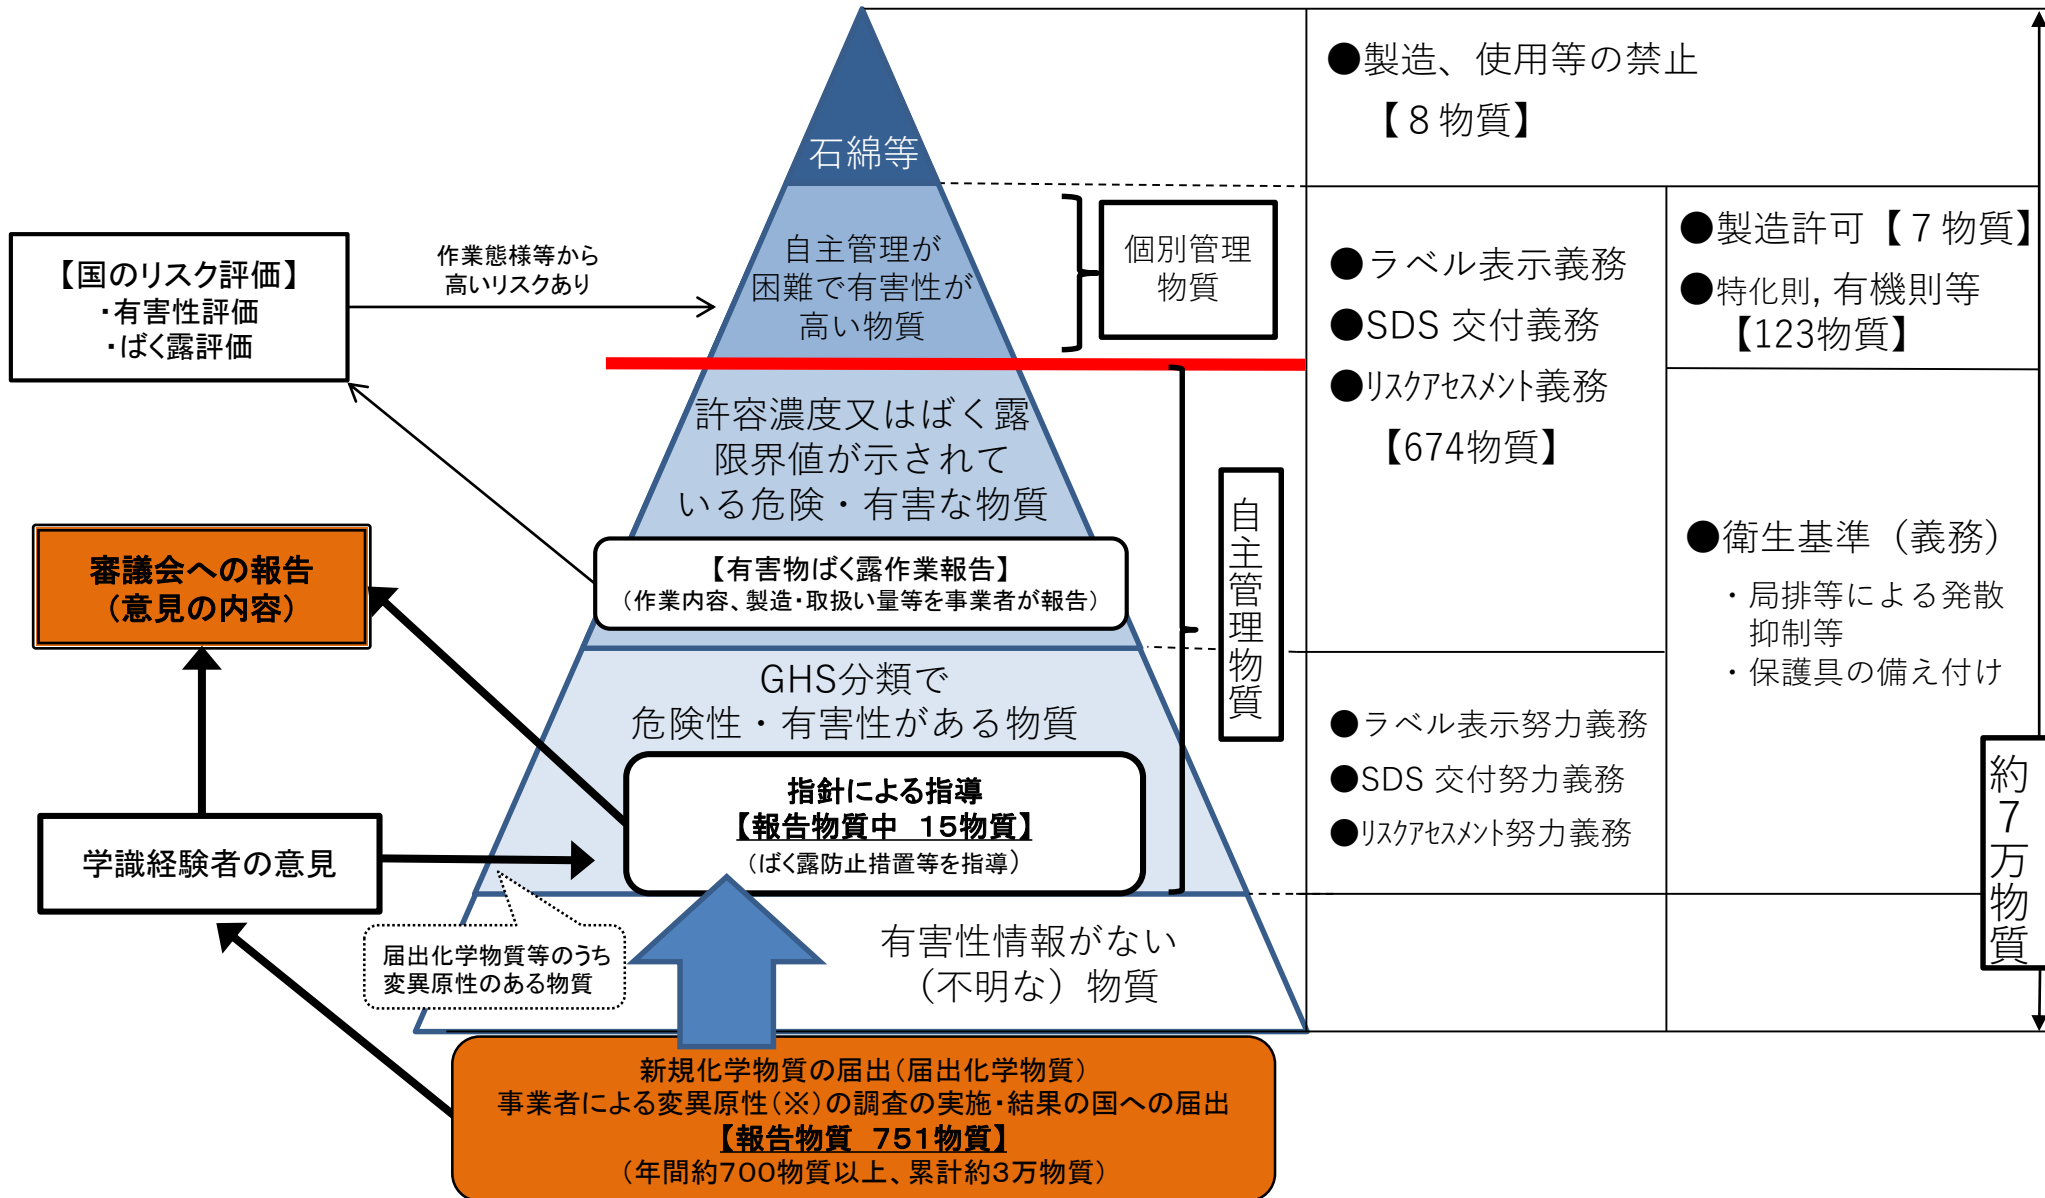 石綿等
●製造、使用等の禁止
【８物質】
【国のリスク評価】
・有害性評価
・ばく露評価
作業態様等から
高いリスクあり
自主管理が
困難で有害性が
高い物質
個別管理
物質
●ラベル表示義務
●SDS 交付義務
●ﾘｽｸｱｾｽﾒﾝﾄ義務
【674物質】
●製造許可【７物質】
●特化則, 有機則等
【123物質】
許容濃度又はばく露
限界値が示されて
いる危険・有害な物質
【有害物ばく露作業報告】
（作業内容、製造・取扱い量等を事業者が報告）
自主管理物質
審議会への報告
（意見の内容）
●衛生基準（義務）
・局排等による発散
抑制等
・保護具の備え付け
GHS分類で
危険性・有害性がある物質
指針による指導
【報告物質中　１５物質】
（ばく露防止措置等を指導）
●ラベル表示努力義務
●SDS 交付努力義務
●ﾘｽｸｱｾｽﾒﾝﾄ努力義務
約７万物質
学識経験者の意見
届出化学物質等のうち
変異原性のある物質
有害性情報がない
（不明な）物質
新規化学物質の届出（届出化学物質）
事業者による変異原性（※）の調査の実施・結果の国への届出
【報告物質　７５１物質】
（年間約７００物質以上、累計約３万物質）